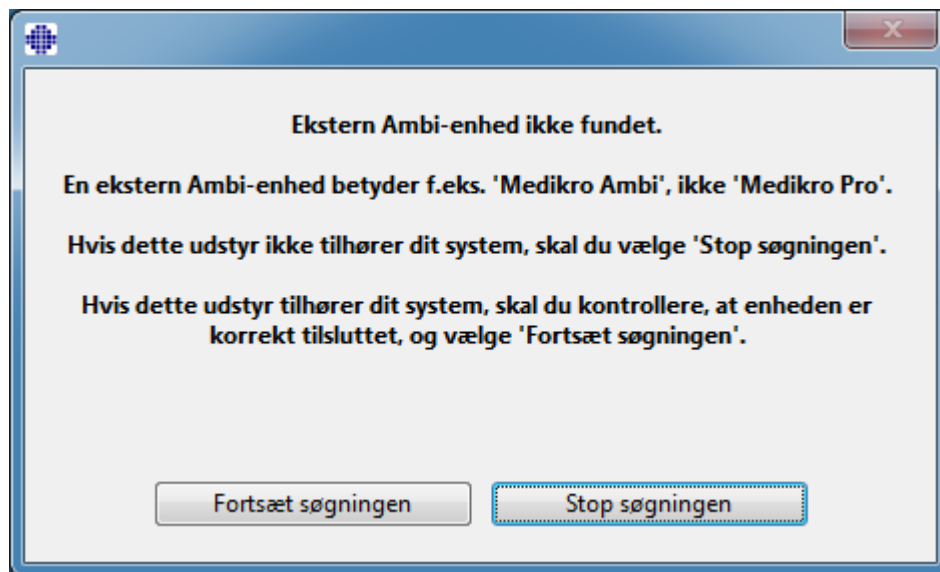 Ekstern Ambi-enhed ikke fundet.
En ekstern Ambi-enhed betyder f.eks. 'Medikro Ambi', ikke 'Medikro Pro'.
Hvis dette udstyr ikke tilhører dit system, skal du vælge 'Stop søgningen'.
Hvis dette udstyr tilhører dit system, skal du kontrollere, at enheden er
korrekt tilsluttet, og vælge 'Fortsæt søgningen'.
Fortsæt søgningen
Stop søgningen